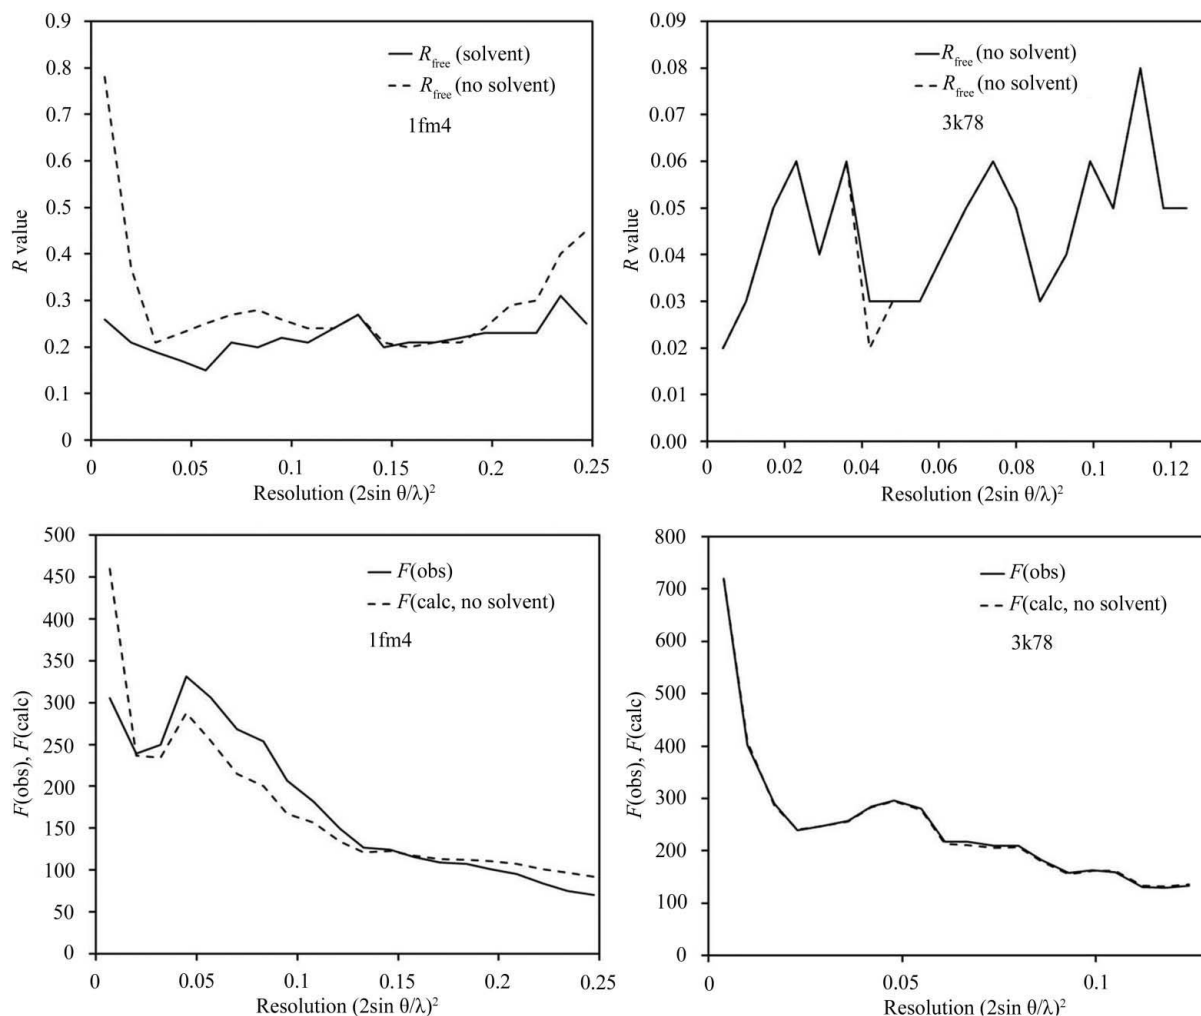 0.9
0.8
0.7
0.6
0.5
0.4
0.3
0.2
0.1
0
R value
R_free (solvent)
R_free (no solvent)
1fm4
0 0.05 0.1 0.15 0.2 0.25
Resolution (2sin θ/λ)²
0.09
0.08
0.07
0.06
0.05
0.04
0.03
0.02
0.01
0.00
R value
R_free (no solvent)
R_free (no solvent)
3k78
0 0.02 0.04 0.06 0.08 0.1 0.12
Resolution (2sin θ/λ)²
500
450
400
350
300
250
200
150
100
50
0
F(obs), F(calc)
F(obs)
F(calc, no solvent)
1fm4
0 0.05 0.1 0.15 0.2 0.25
Resolution (2sin θ/λ)²
800
700
600
500
400
300
200
100
0
F(obs), F(calc)
F(obs)
F(calc, no solvent)
3k78
0 0.05 0.1
Resolution (2sin θ/λ)²